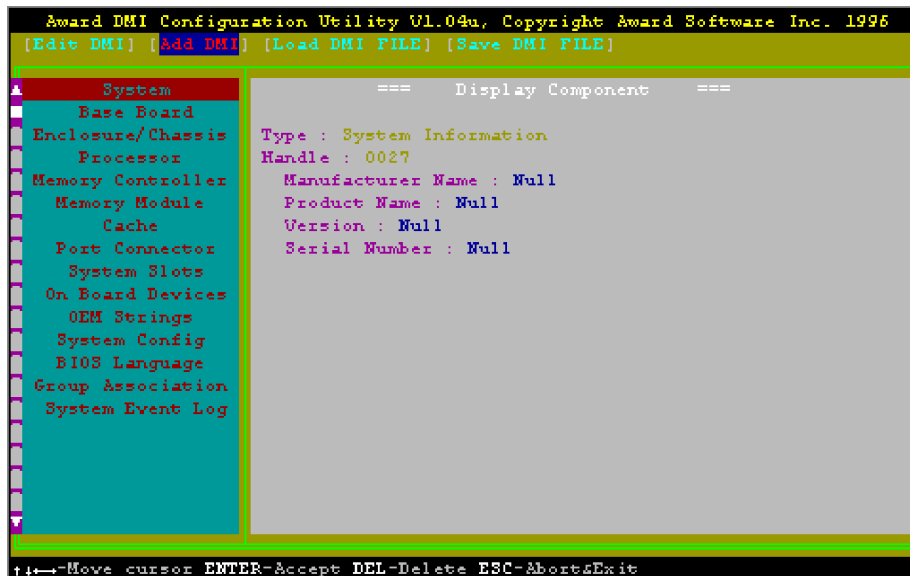 Award DMI Configuration Utility V1.04u, Copyright Award Software Inc. 1996
[Edit DMI] [Add DMI] [Load DMI FILE] [Save DMI FILE]
System
Base Board
Enclosure/Chassis
Processor
Memory Controller
Memory Module
Cache
Port Connector
System Slots
On Board Devices
OEM Strings
System Config
BIOS Language
Group Association
System Event Log
=== Display Component ===
Type : System Information
Handle : 0027
Manufacturer Name : Null
Product Name : Null
Version : Null
Serial Number : Null
↑↓←→-Move cursor ENTER-Accept DEL-Delete ESC-Abort&Exit